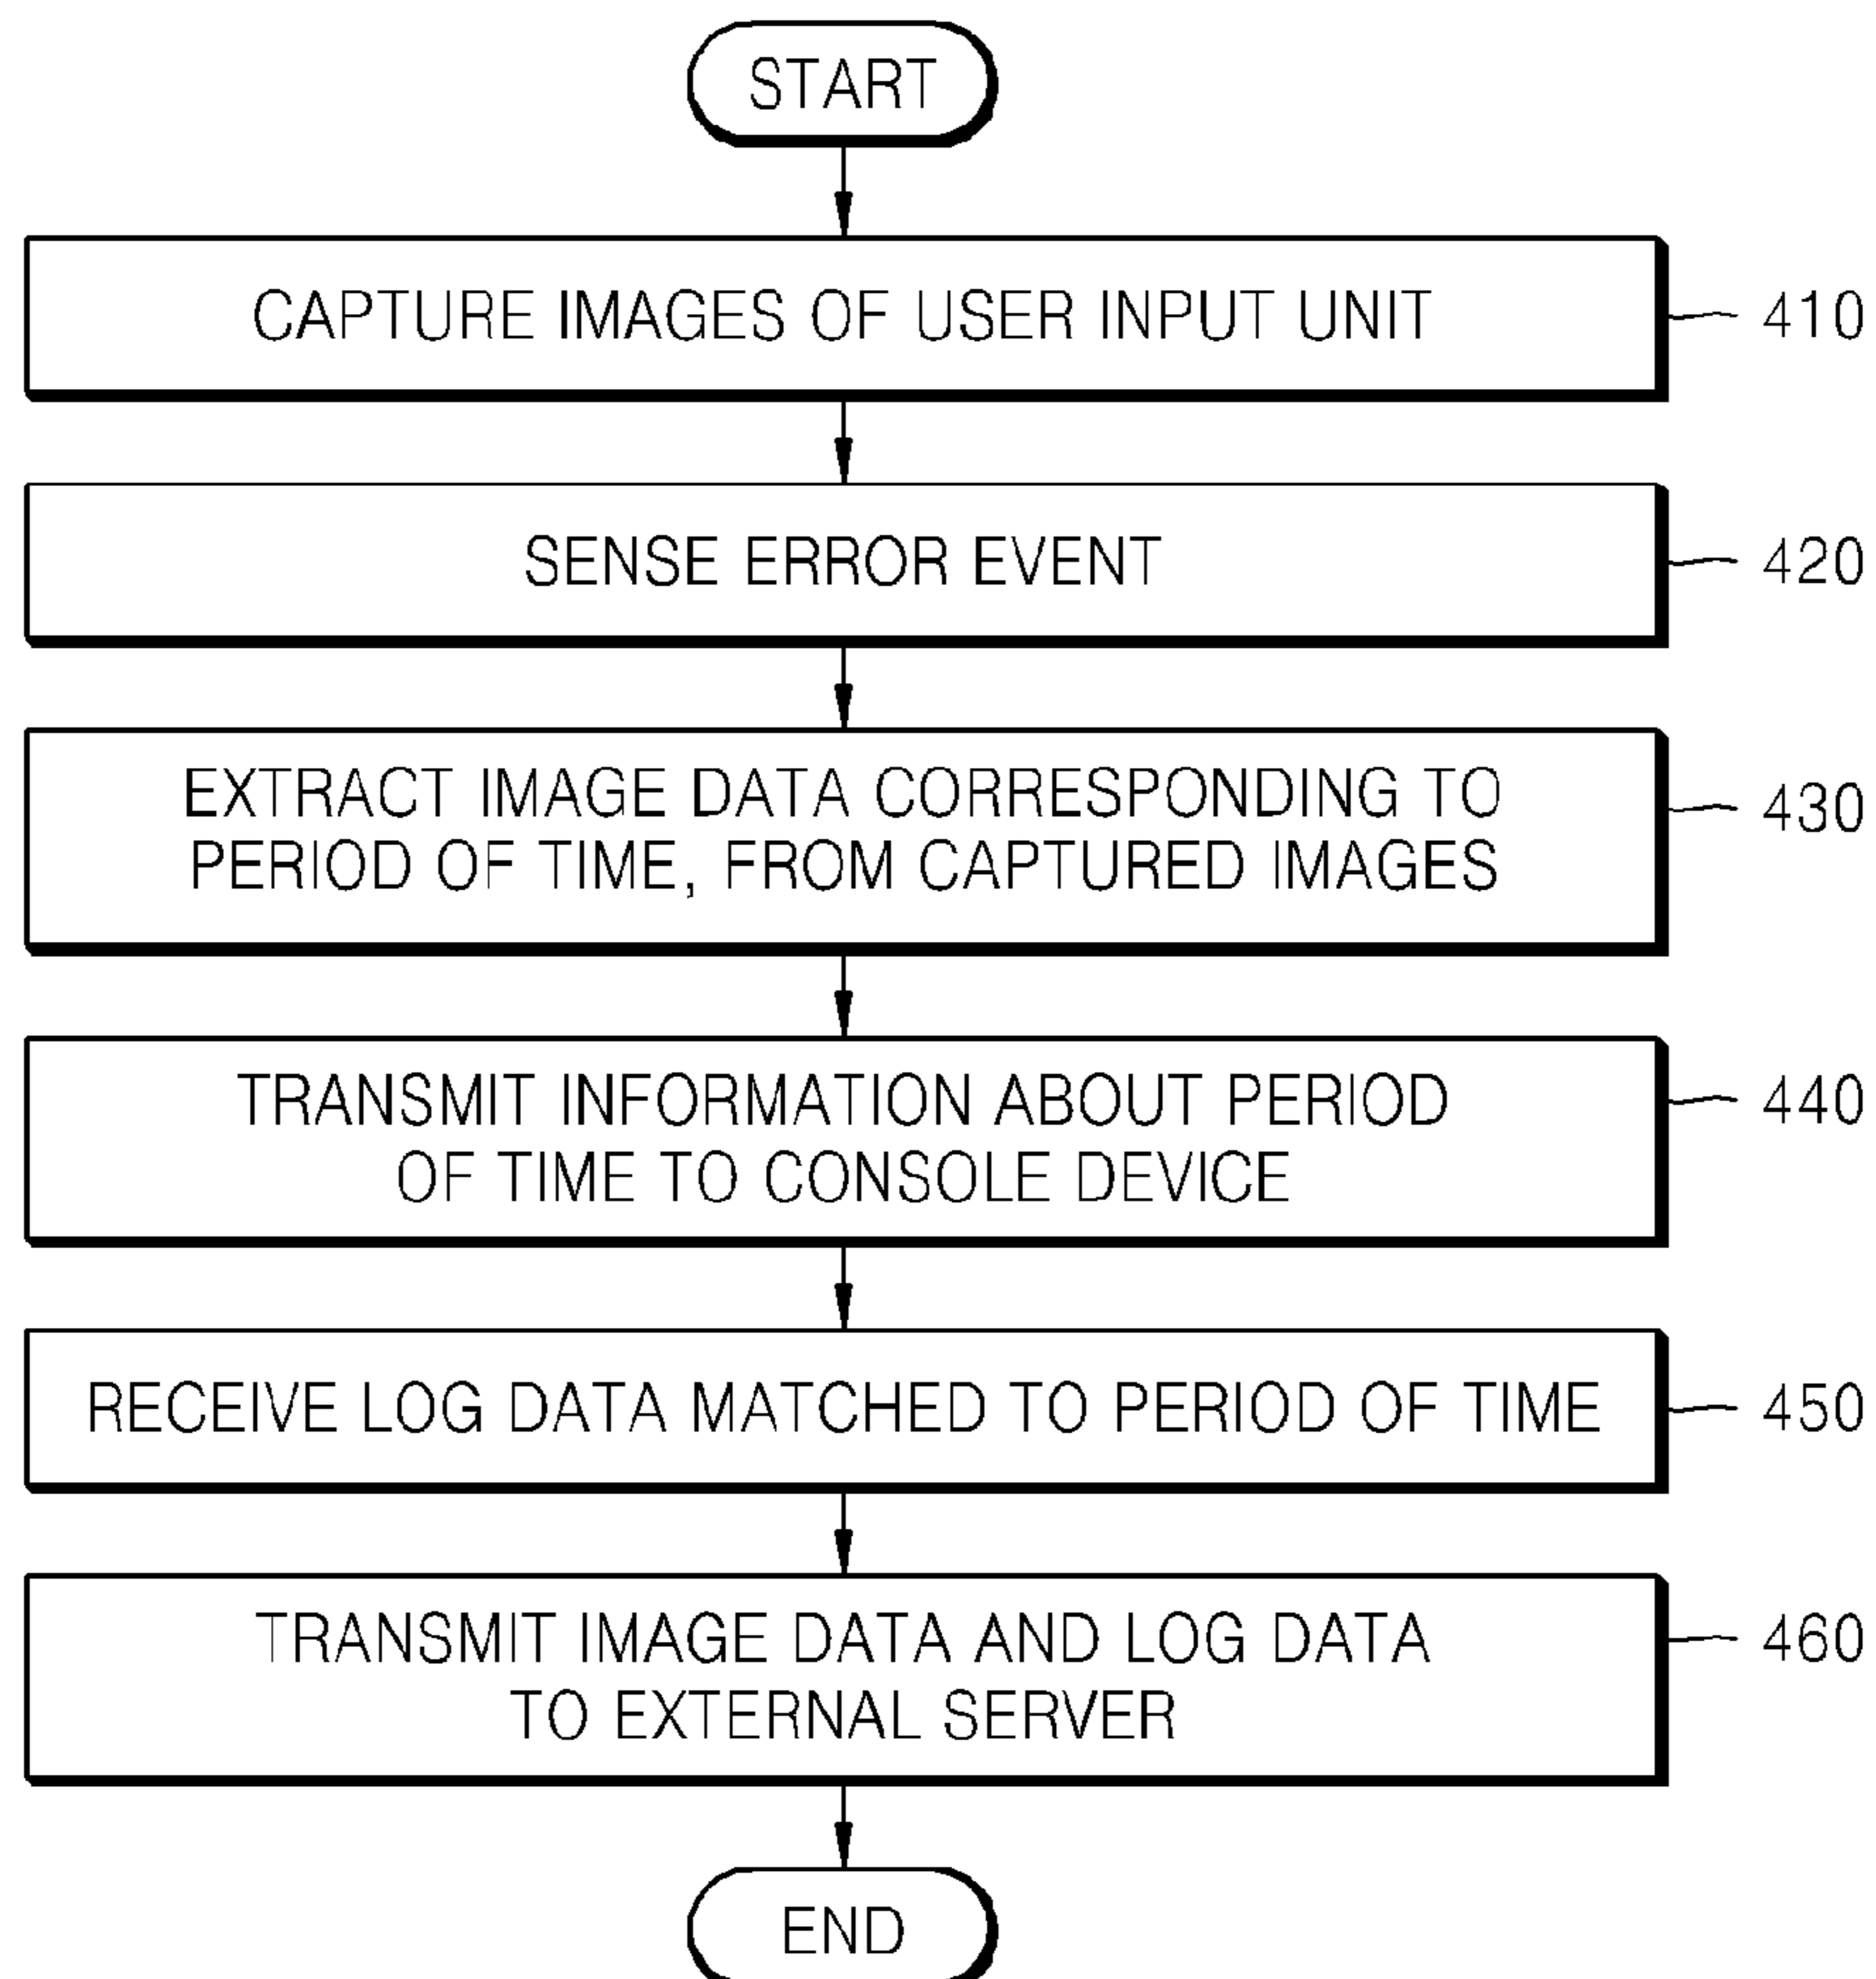 START
CAPTURE IMAGES OF USER INPUT UNIT
410
SENSE ERROR EVENT
420
EXTRACT IMAGE DATA CORRESPONDING TO
PERIOD OF TIME, FROM CAPTURED IMAGES
430
TRANSMIT INFORMATION ABOUT PERIOD
OF TIME TO CONSOLE DEVICE
440
RECEIVE LOG DATA MATCHED TO PERIOD OF TIME
450
TRANSMIT IMAGE DATA AND LOG DATA
TO EXTERNAL SERVER
460
END